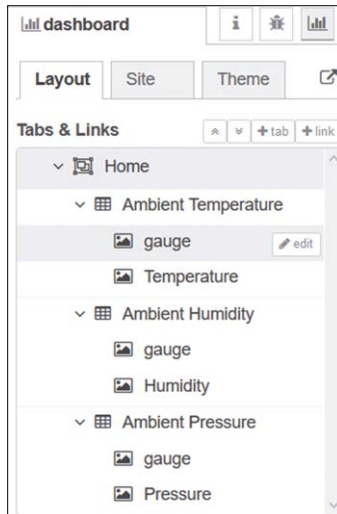 dashboard i
Layout Site Theme
Tabs & Links +tab +link
Home
Ambient Temperature
gauge edit
Temperature
Ambient Humidity
gauge
Humidity
Ambient Pressure
gauge
Pressure